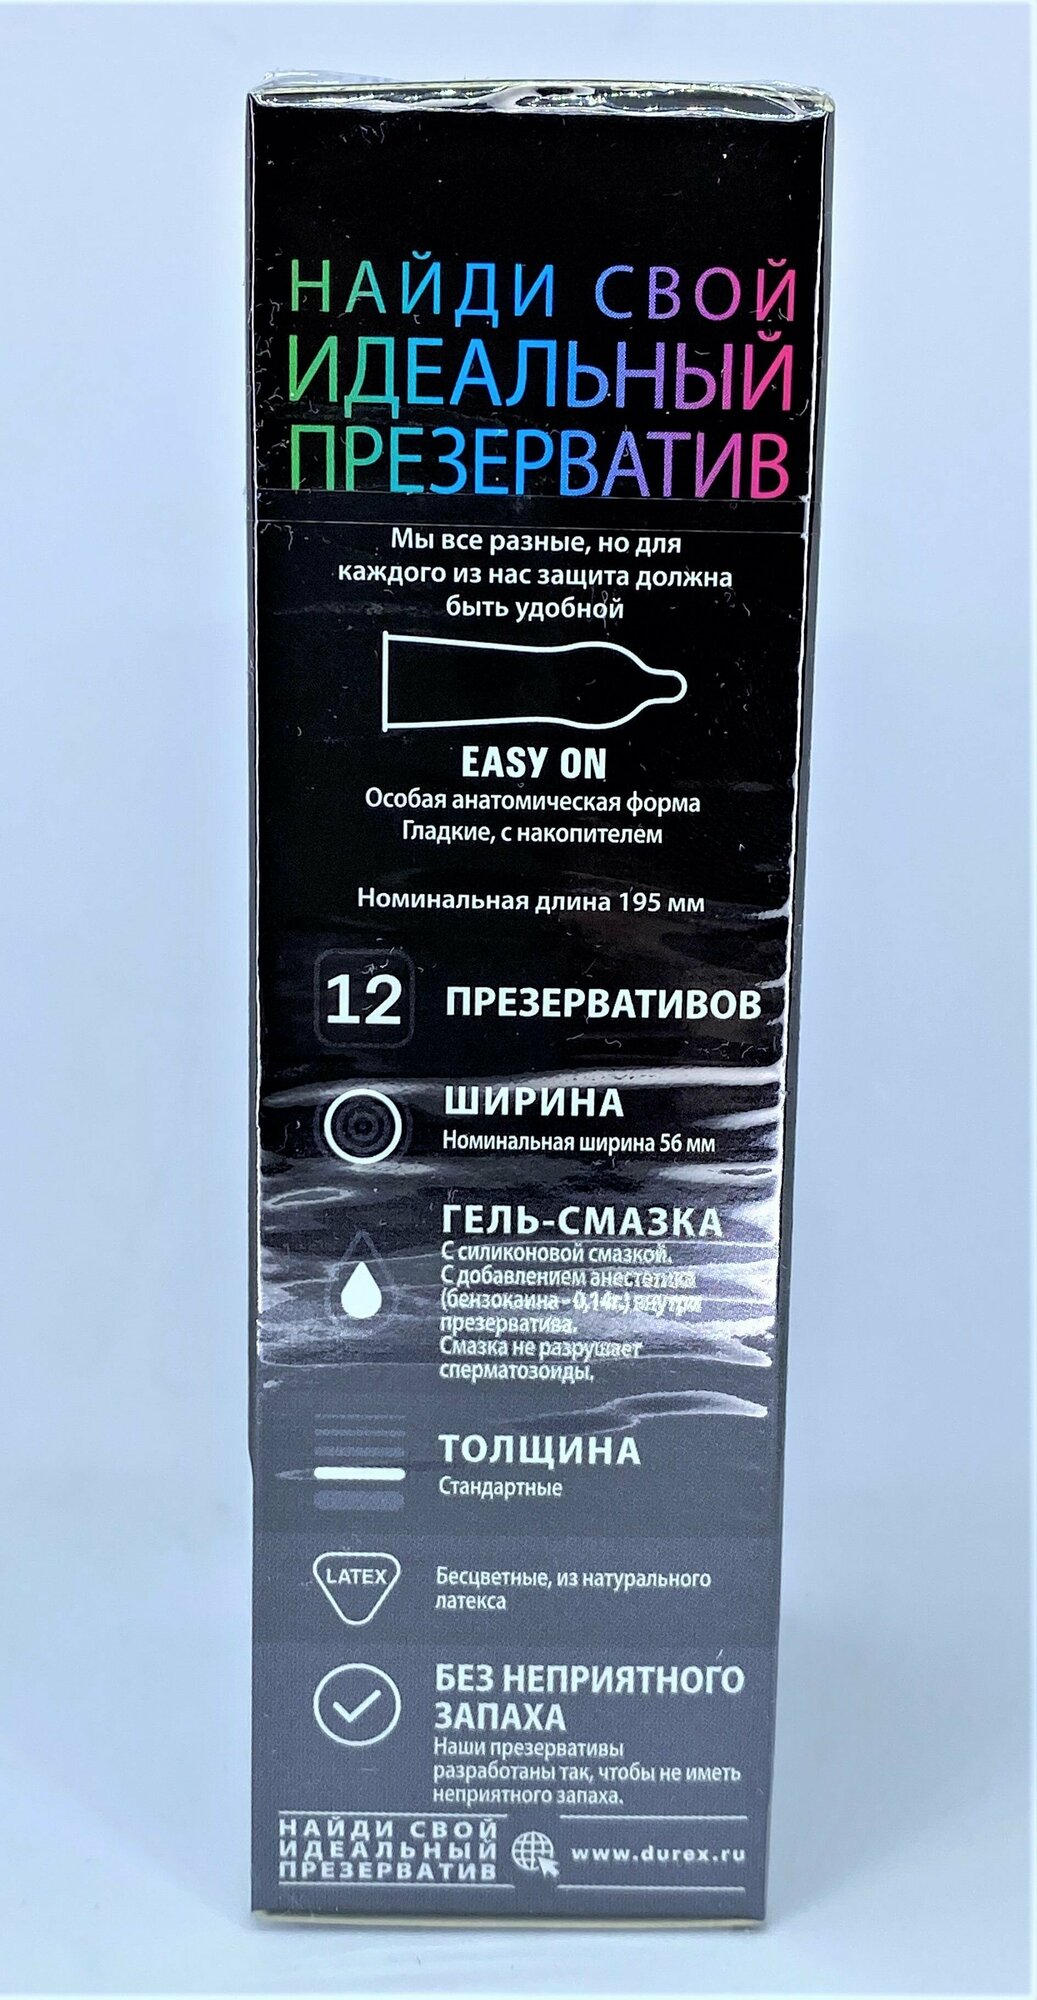 НАЙДИ СВОЙ
ИДЕАЛЬНЫЙ
ПРЕЗЕРВАТИВ
Мы все разные, но для
каждого из нас защита должна
быть удобной
EASY ON
Особая анатомическая форма
Гладкие, с накопителем
Номинальная длина 195 мм
12 ПРЕЗЕРВАТИВОВ
ШИРИНА
Номинальная ширина 56 мм
ГЕЛЬ-СМАЗКА
С силиконовой смазкой.
С добавлением анестетика
(бензокаина - 0,14г.) внутри
презерватива.
Смазка не разрушает
сперматозоиды.
ТОЛЩИНА
Стандартные
LATEX
Бесцветные, из натурального
латекса
БЕЗ НЕПРИЯТНОГО
ЗАПАХА
Наши презервативы
разработаны так, чтобы не иметь
неприятного запаха.
НАЙДИ СВОЙ
ИДЕАЛЬНЫЙ
ПРЕЗЕРВАТИВ
www.durex.ru